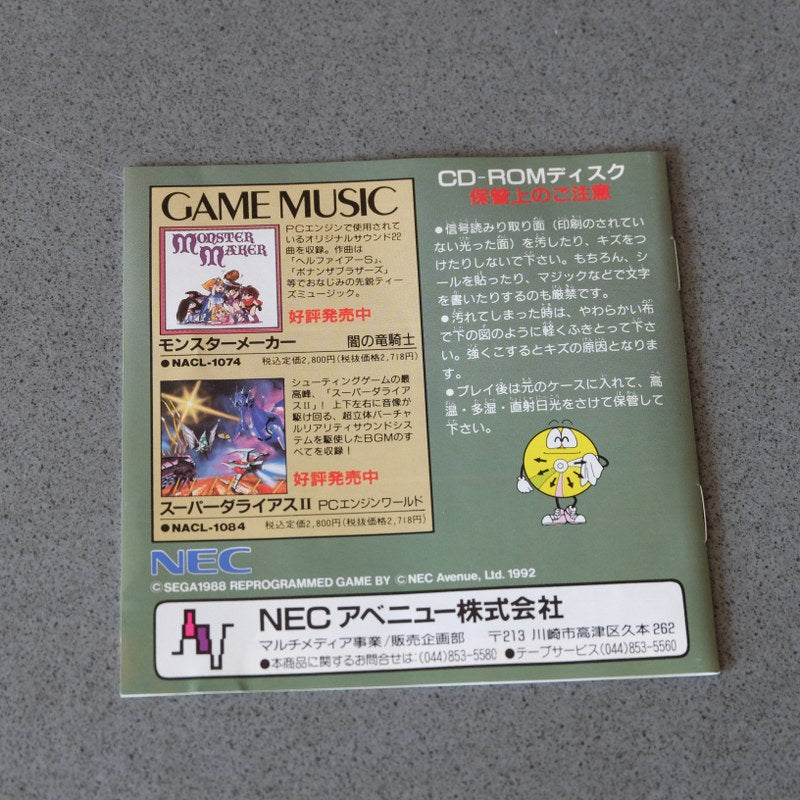 GAME MUSIC
MONSTER
MAKER
PCエンジンで使用されて
いるオリジナルサウンド22
曲を収録。作曲は
「ヘルファイアーS」、
「ボナンザブラザーズ」
等でおなじみの先鋭ティー
ズミュージック。
好評発売中
モンスターメーカー 闇の竜騎士
●NACL-1074 税込定価2,800円(税抜価格2,718円)
シューティングゲームの最
高峰、「スーパーダライア
スII」! 上下左右に音像が
駆け回る、超立体バーチャ
ルリアリティサウンドシス
テムを駆使したBGMのす
べてを収録!
好評発売中
スーパーダライアスII PCエンジンワールド
●NACL-1084 税込定価2,800円(税抜価格2,718円)
CD-ROMディスク
保管上のご注意
●信号読みり取り面(印刷のされてい
ない光った面)を汚したり、キズをつ
けたりしないで下さい。もちろん、シ
ールを貼ったり、マジックなどで文字
を書いたりするのも厳禁です。
●汚れてしまった時は、やわらかい布
で下の図のように軽くふきとって下さ
い。強くこするとキズの原因となりま
す。
●プレイ後は元のケースに入れて、高
温・多湿・直射日光をさけて保管して
下さい。
NEC
©SEGA1988 REPROGRAMMED GAME BY ©NEC Avenue, Ltd. 1992
NECアベニュー株式会社
マルチメディア事業/販売企画部 〒213 川崎市高津区久本262
●本商品に関するお問合せは:(044)853-5580 ●テープサービス(044)853-5560